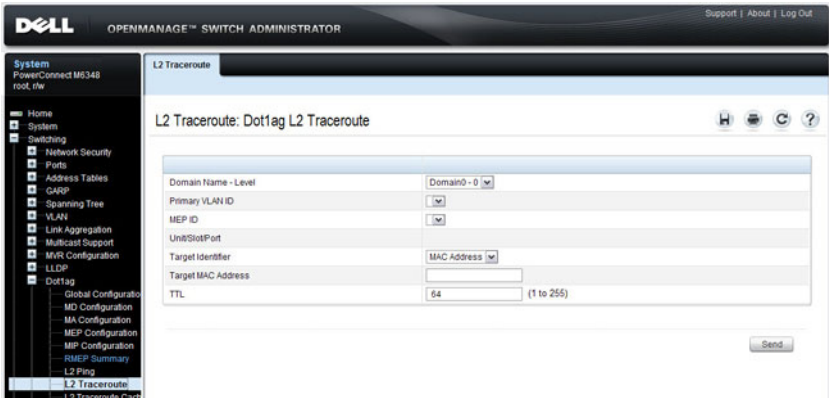 Support | About | Log Out
DELL
OPENMANAGE™ SWITCH ADMINISTRATOR
System
PowerConnect M6348
root, r/w
L2 Traceroute
Home
System
Switching
Network Security
Ports
Address Tables
GARP
Spanning Tree
VLAN
Link Aggregation
Multicast Support
MVR Configuration
LLDP
Dot1ag
Global Configuratio
MD Configuration
MA Configuration
MEP Configuration
MIP Configuration
RMEP Summary
L2 Ping
L2 Traceroute
L2 Traceroute Cach
L2 Traceroute: Dot1ag L2 Traceroute
?
Domain Name - Level Domain0 - 0
Primary VLAN ID
MEP ID
Unit/Slot/Port
Target Identifier MAC Address
Target MAC Address
TTL 64 (1 to 255)
Send